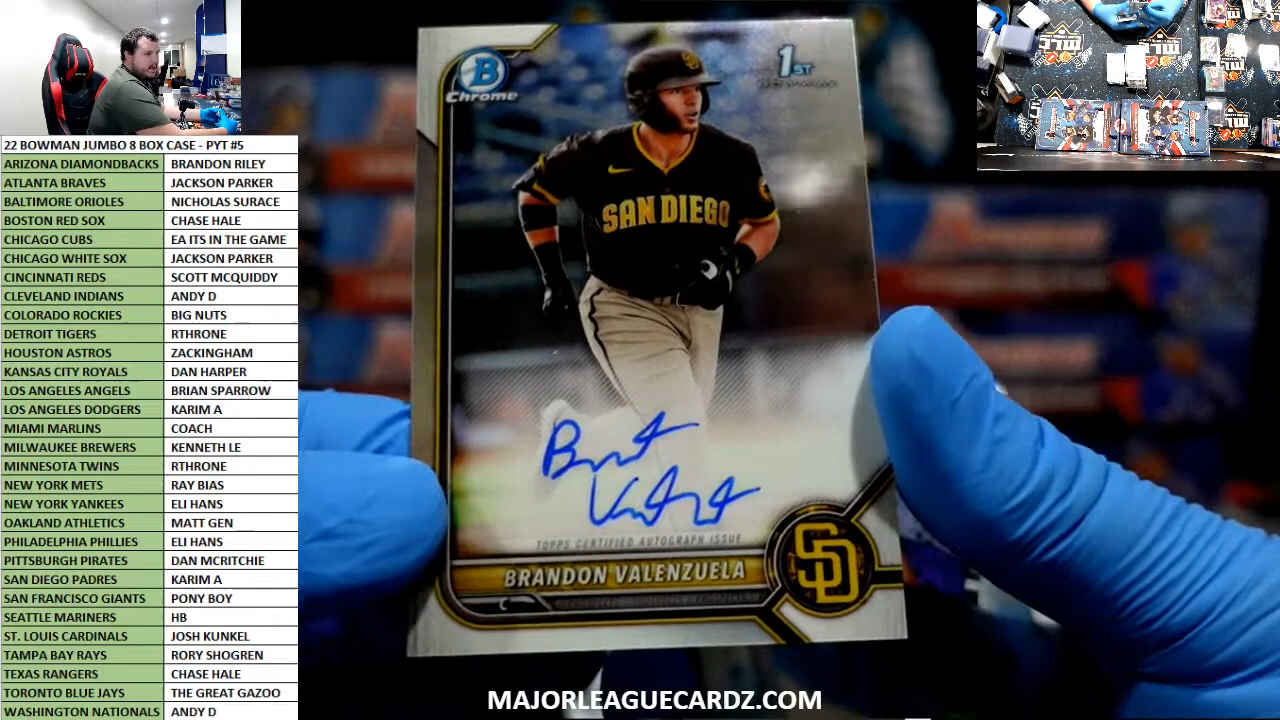 22 BOWMAN JUMBO 8 BOX CASE - PYT #5
ARIZONA DIAMONDBACKS BRANDON RILEY
ATLANTA BRAVES JACKSON PARKER
BALTIMORE ORIOLES NICHOLAS SURACE
BOSTON RED SOX CHASE HALE
CHICAGO CUBS EA ITS IN THE GAME
CHICAGO WHITE SOX JACKSON PARKER
CINCINNATI REDS SCOTT MCQUIDDY
CLEVELAND INDIANS ANDY D
COLORADO ROCKIES BIG NUTS
DETROIT TIGERS RTHRONE
HOUSTON ASTROS ZACKINGHAM
KANSAS CITY ROYALS DAN HARPER
LOS ANGELES ANGELS BRIAN SPARROW
LOS ANGELES DODGERS KARIM A
MIAMI MARLINS COACH
MILWAUKEE BREWERS KENNETH LE
MINNESOTA TWINS RTHRONE
NEW YORK METS RAY BIAS
NEW YORK YANKEES ELI HANS
OAKLAND ATHLETICS MATT GEN
PHILADELPHIA PHILLIES ELI HANS
PITTSBURGH PIRATES DAN MCRITCHIE
SAN DIEGO PADRES KARIM A
SAN FRANCISCO GIANTS PONY BOY
SEATTLE MARINERS HB
ST. LOUIS CARDINALS JOSH KUNKEL
TAMPA BAY RAYS RORY SHOGREN
TEXAS RANGERS CHASE HALE
TORONTO BLUE JAYS THE GREAT GAZOO
WASHINGTON NATIONALS ANDY D
B
Chrome
1ST
BOWMAN
SD
SAN DIEGO
TOPPS CERTIFIED AUTOGRAPH ISSUE
BRANDON VALENZUELA
SD
MAJORLEAGUECARDZ.COM
MLC